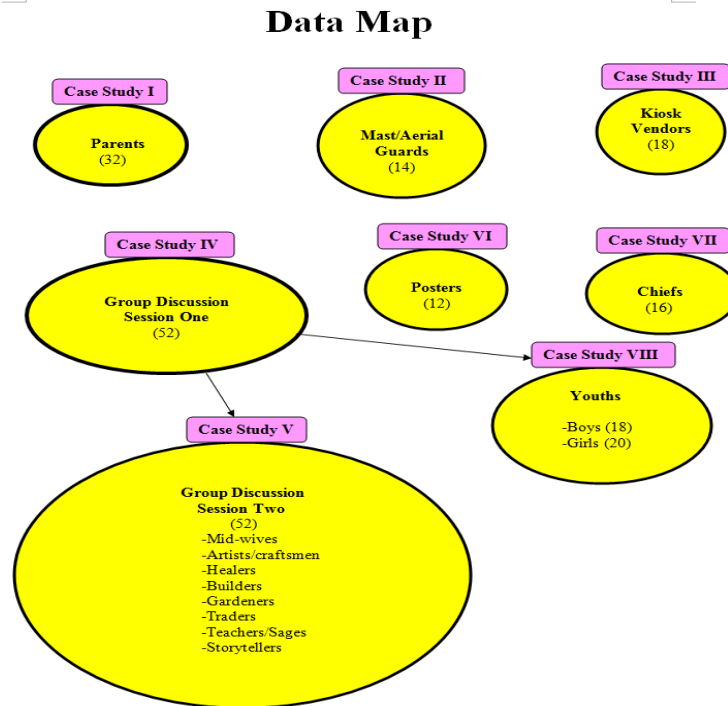 Data Map
Case Study I
Parents
(32)
Case Study II
Mast/Aerial
Guards
(14)
Case Study III
Kiosk
Vendors
(18)
Case Study IV
Group Discussion
Session One
(52)
Case Study VI
Posters
(12)
Case Study VII
Chiefs
(16)
Case Study VIII
Youths
-Boys (18)
-Girls (20)
Case Study V
Group Discussion
Session Two
(52)
-Mid-wives
-Artists/craftsmen
-Healers
-Builders
-Gardeners
-Traders
-Teachers/Sages
-Storytellers